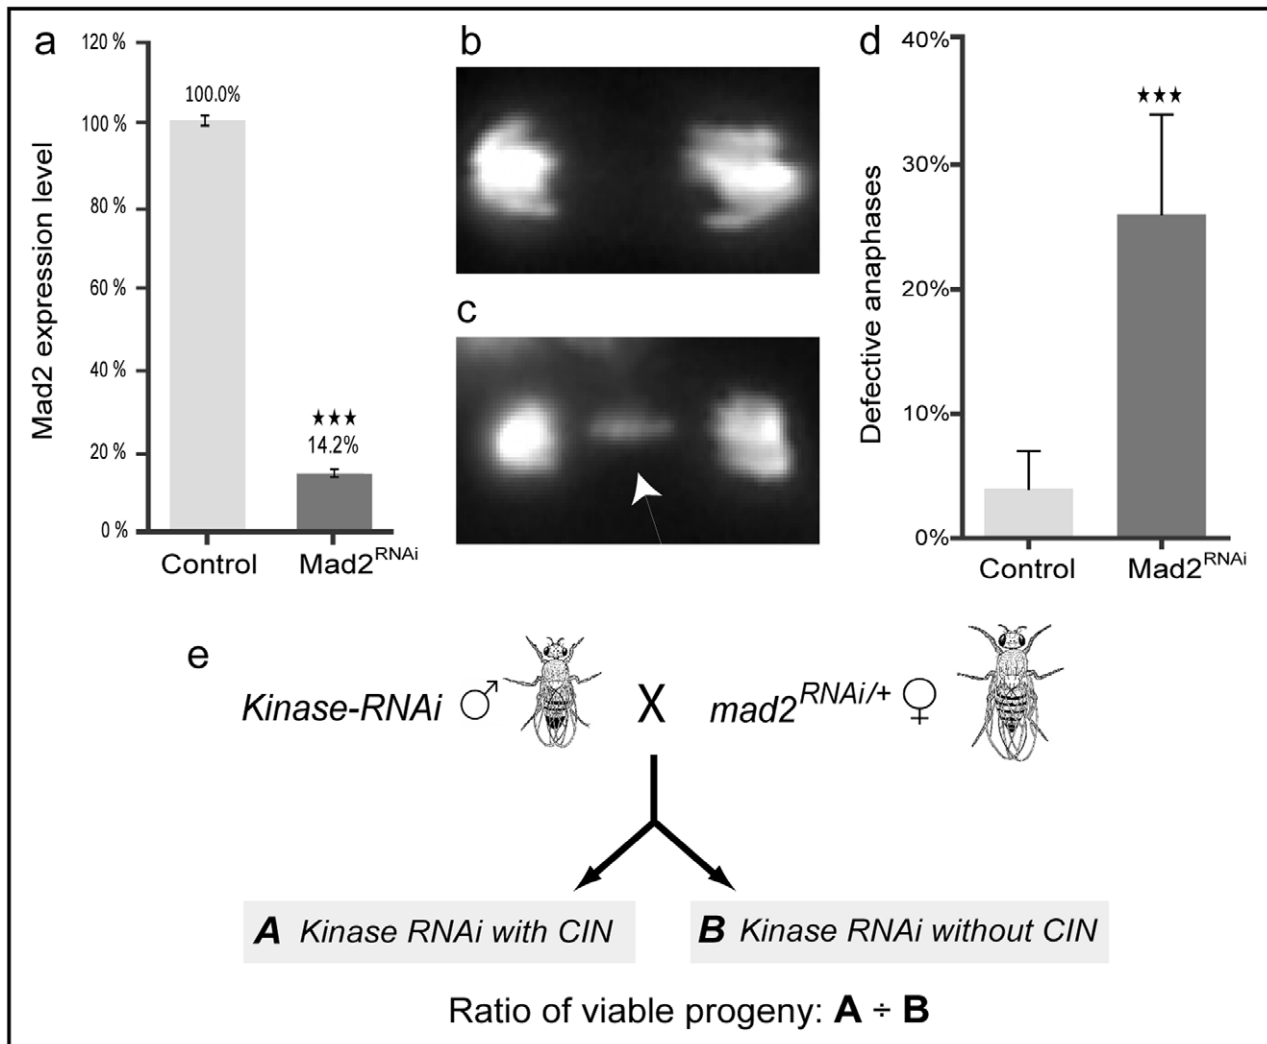 a
120 %
100 %
80 %
60 %
40 %
20 %
0 %
Mad2 expression level
100.0%
★★★
14.2%
Control
Mad2RNAi
b
c
d
40%
30%
20%
10%
0%
Defective anaphases
★★★
Control
Mad2RNAi
e
Kinase-RNAi ♂ X mad2RNAi/+ ♀
A Kinase RNAi with CIN
B Kinase RNAi without CIN
Ratio of viable progeny: A ÷ B